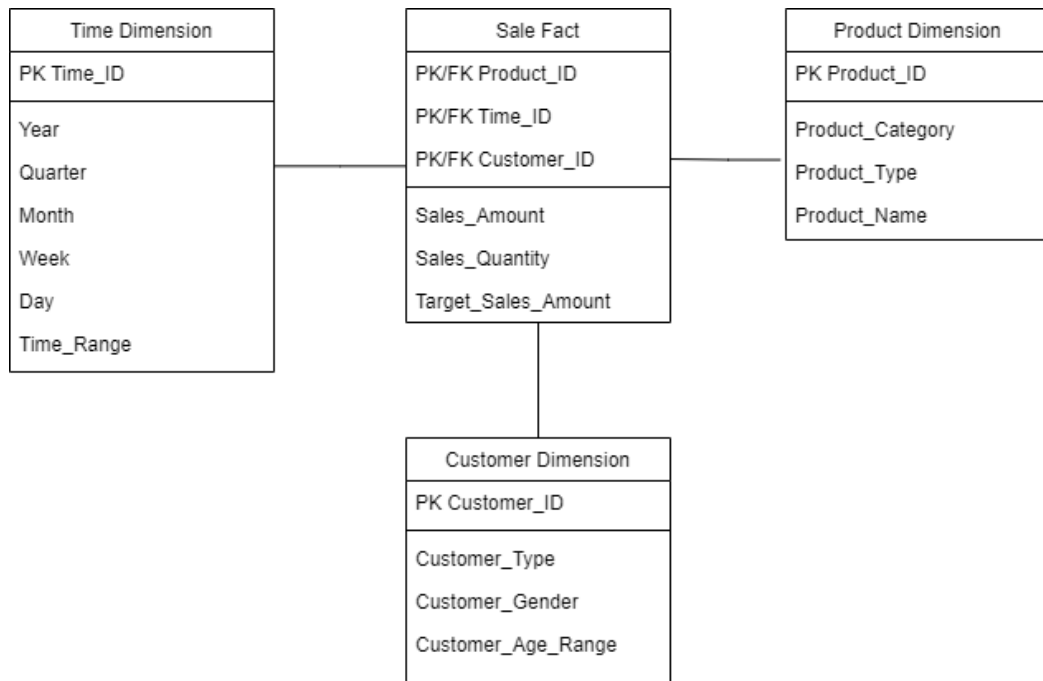 Time Dimension
PK Time_ID
Year
Quarter
Month
Week
Day
Time_Range
Sale Fact
PK/FK Product_ID
PK/FK Time_ID
PK/FK Customer_ID
Sales_Amount
Sales_Quantity
Target_Sales_Amount
Product Dimension
PK Product_ID
Product_Category
Product_Type
Product_Name
Customer Dimension
PK Customer_ID
Customer_Type
Customer_Gender
Customer_Age_Range